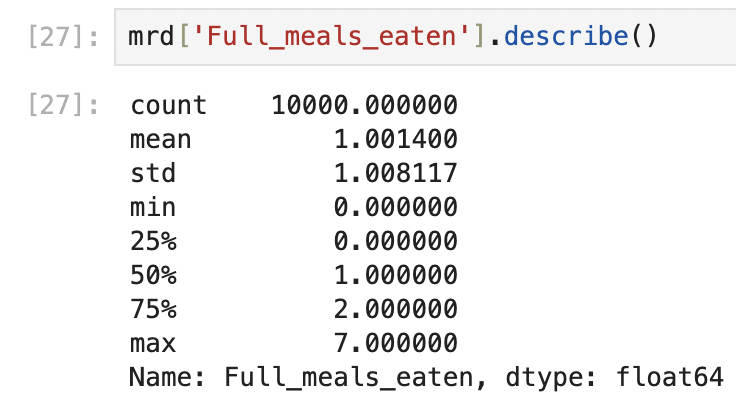 [27]: mrd['Full_meals_eaten'].describe()
[27]: count    10000.000000
mean         1.001400
std          1.008117
min          0.000000
25%          0.000000
50%          1.000000
75%          2.000000
max          7.000000
Name: Full_meals_eaten, dtype: float64